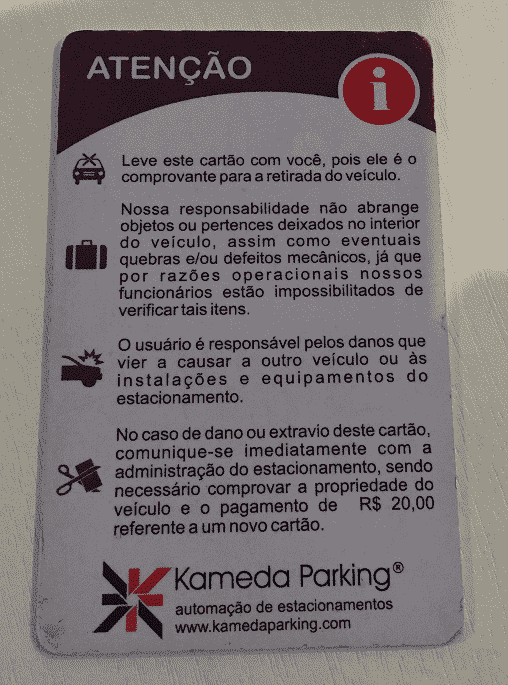 ATENÇÃO
i
Leve este cartão com você, pois ele é o
comprovante para a retirada do veículo.
Nossa responsabilidade não abrange
objetos ou pertences deixados no interior
do veículo, assim como eventuais
quebras e/ou defeitos mecânicos, já que
por razões operacionais nossos
funcionários estão impossibilitados de
verificar tais itens.
O usuário é responsável pelos danos que
vier a causar a outro veículo ou às
instalações e equipamentos do
estacionamento.
No caso de dano ou extravio deste cartão,
comunique-se imediatamente com a
administração do estacionamento, sendo
necessário comprovar a propriedade do
veículo e o pagamento de R$ 20,00
referente a um novo cartão.
Kameda Parking®
automação de estacionamentos
www.kamedaparking.com